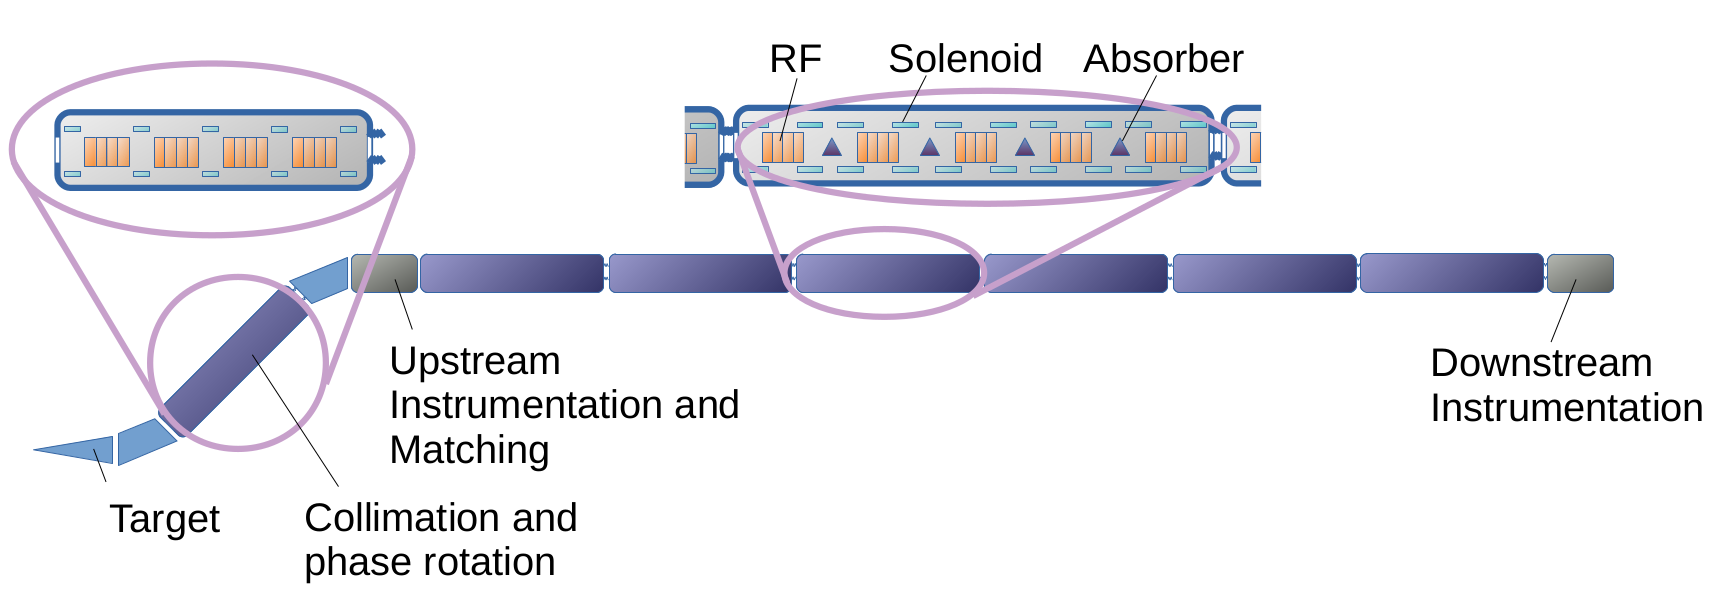 RF
Solenoid
Absorber
Upstream
Instrumentation and
Matching
Downstream
Instrumentation
Target
Collimation and
phase rotation